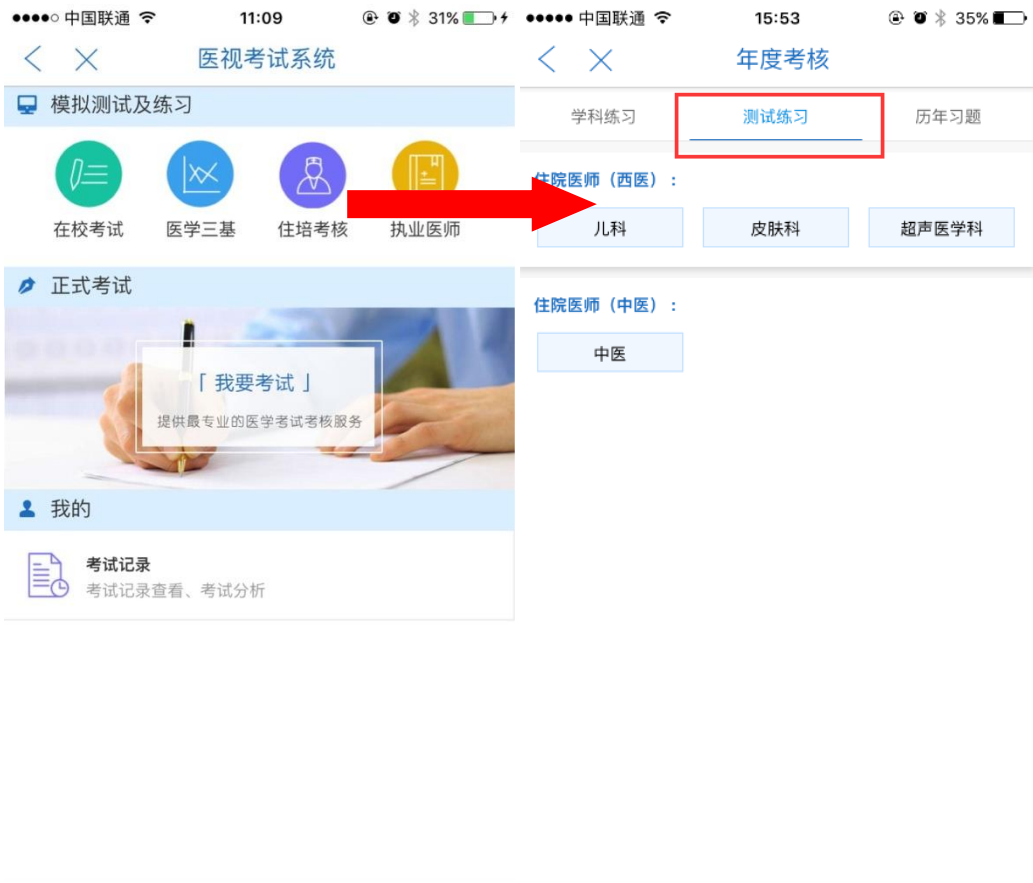 中国联通
11:09
31%
医视考试系统
模拟测试及练习
在校考试
医学三基
住培考核
执业医师
正式考试
「 我要考试 」
提供最专业的医学考试考核服务
我的
考试记录
考试记录查看、考试分析
中国联通
15:53
35%
年度考核
学科练习
测试练习
历年习题
住院医师（西医）：
儿科
皮肤科
超声医学科
住院医师（中医）：
中医